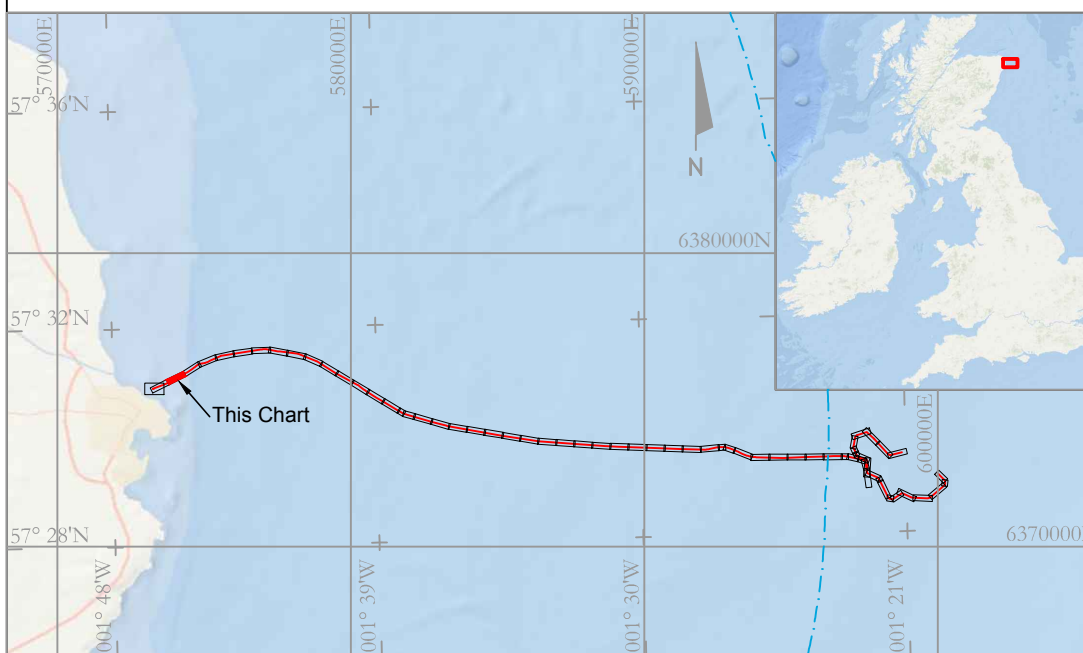 570000E
580000E
590000E
57° 36'N
N
6380000N
57° 32'N
This Chart
600000E
57° 28'N
6370000
001° 48'W
001° 39'W
001° 30'W
001° 21'W